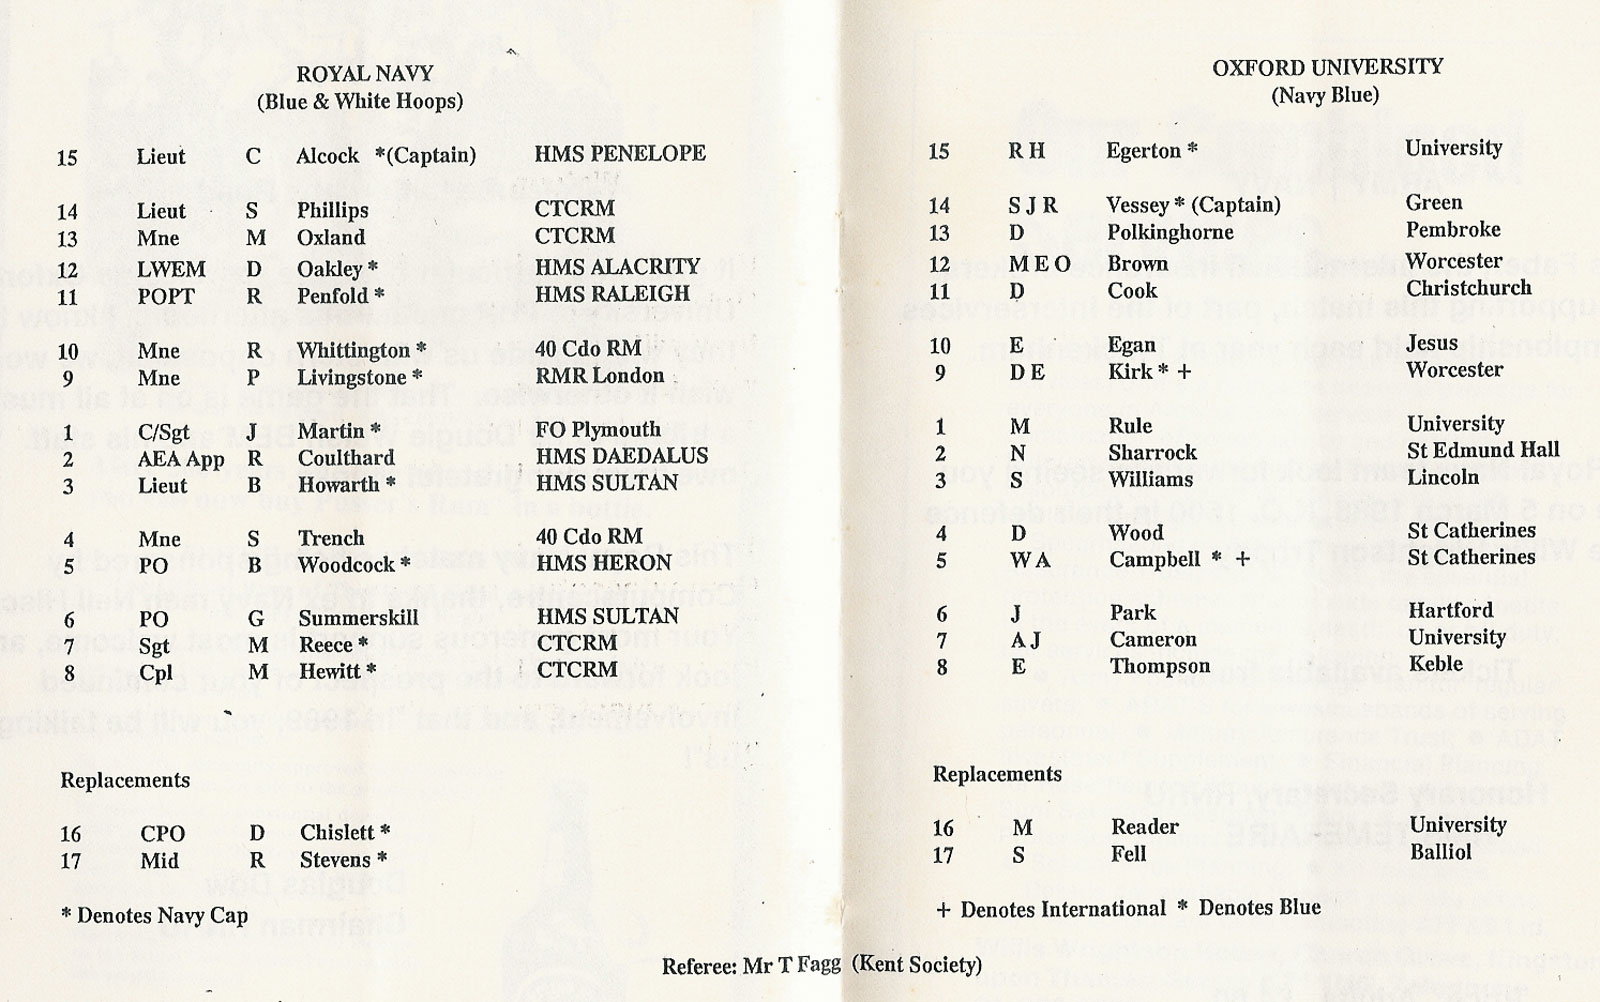 ROYAL NAVY
(Blue & White Hoops)
15 Lieut C Alcock *(Captain) HMS PENELOPE
14 Lieut S Phillips CTCRM
13 Mne M Oxland CTCRM
12 LWEM D Oakley * HMS ALACRITY
11 POPT R Penfold * HMS RALEIGH
10 Mne R Whittington * 40 Cdo RM
9 Mne P Livingstone * RMR London
1 C/Sgt J Martin * FO Plymouth
2 AEA App R Coulthard HMS DAEDALUS
3 Lieut B Howarth * HMS SULTAN
4 Mne S Trench 40 Cdo RM
5 PO B Woodcock * HMS HERON
6 PO G Summerskill HMS SULTAN
7 Sgt M Reece * CTCRM
8 Cpl M Hewitt * CTCRM
Replacements
16 CPO D Chislett *
17 Mid R Stevens *
* Denotes Navy Cap
OXFORD UNIVERSITY
(Navy Blue)
15 R H Egerton * University
14 S J R Vessey * (Captain) Green
13 D Polkinghorne Pembroke
12 M E O Brown Worcester
11 D Cook Christchurch
10 E Egan Jesus
9 D E Kirk * + Worcester
1 M Rule University
2 N Sharrock St Edmund Hall
3 S Williams Lincoln
4 D Wood St Catherines
5 W A Campbell * + St Catherines
6 J Park Hartford
7 A J Cameron University
8 E Thompson Keble
Replacements
16 M Reader University
17 S Fell Balliol
+ Denotes International * Denotes Blue
Referee: Mr T Fagg (Kent Society)